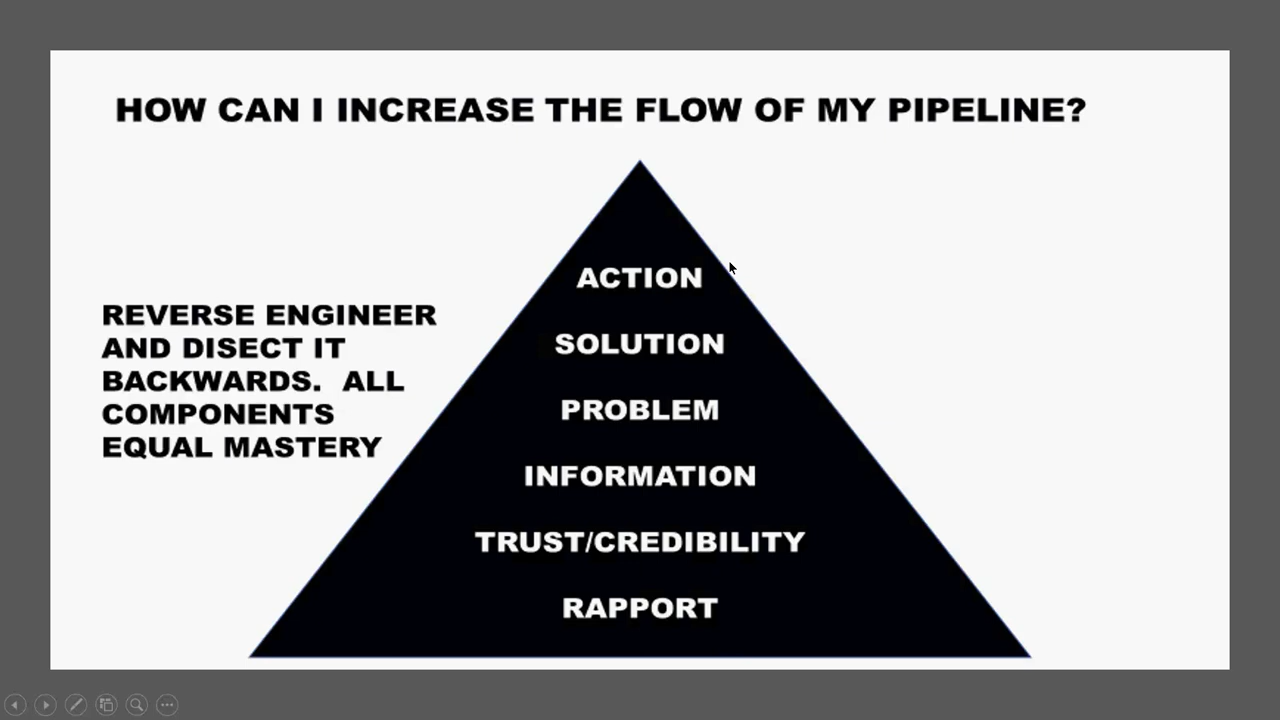 HOW CAN I INCREASE THE FLOW OF MY PIPELINE?
REVERSE ENGINEER
AND DISECT IT
BACKWARDS.  ALL
COMPONENTS
EQUAL MASTERY
ACTION
SOLUTION
PROBLEM
INFORMATION
TRUST/CREDIBILITY
RAPPORT